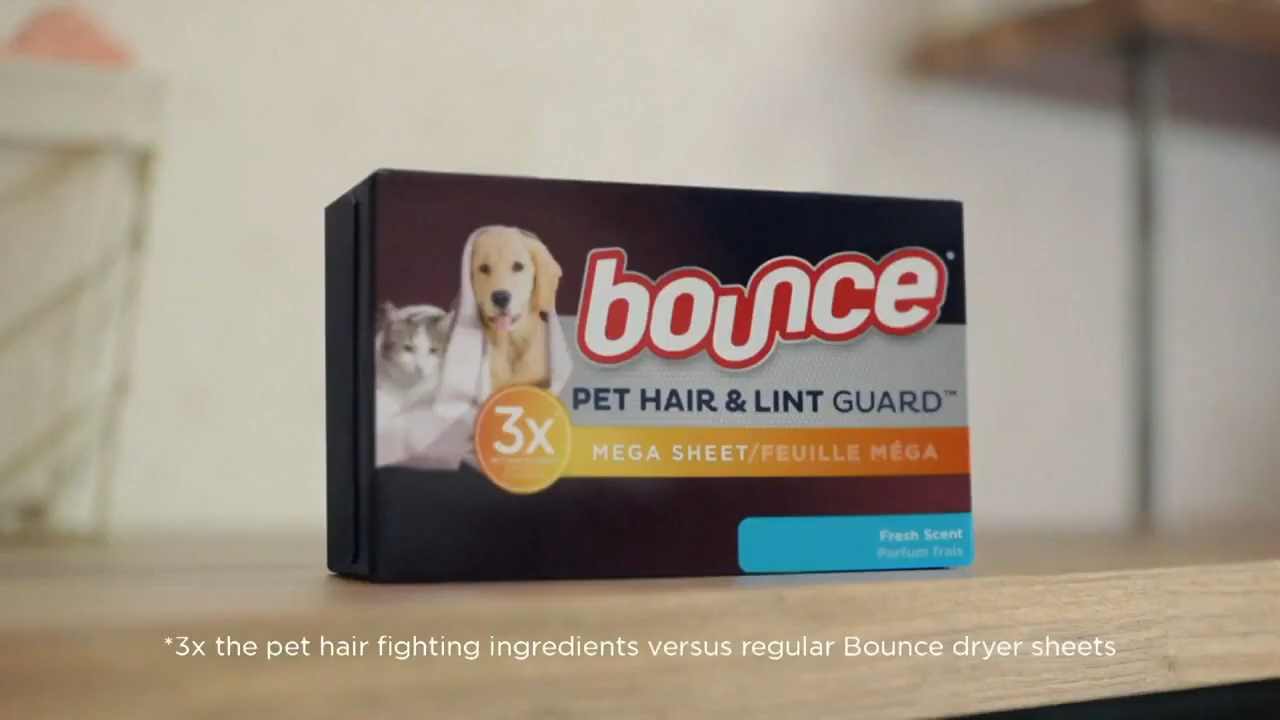 bounce
PET HAIR & LINT GUARD™
3x
MEGA SHEET/FEUILLE MÉGA
Fresh Scent
Parfum frais
*3x the pet hair fighting ingredients versus regular Bounce dryer sheets